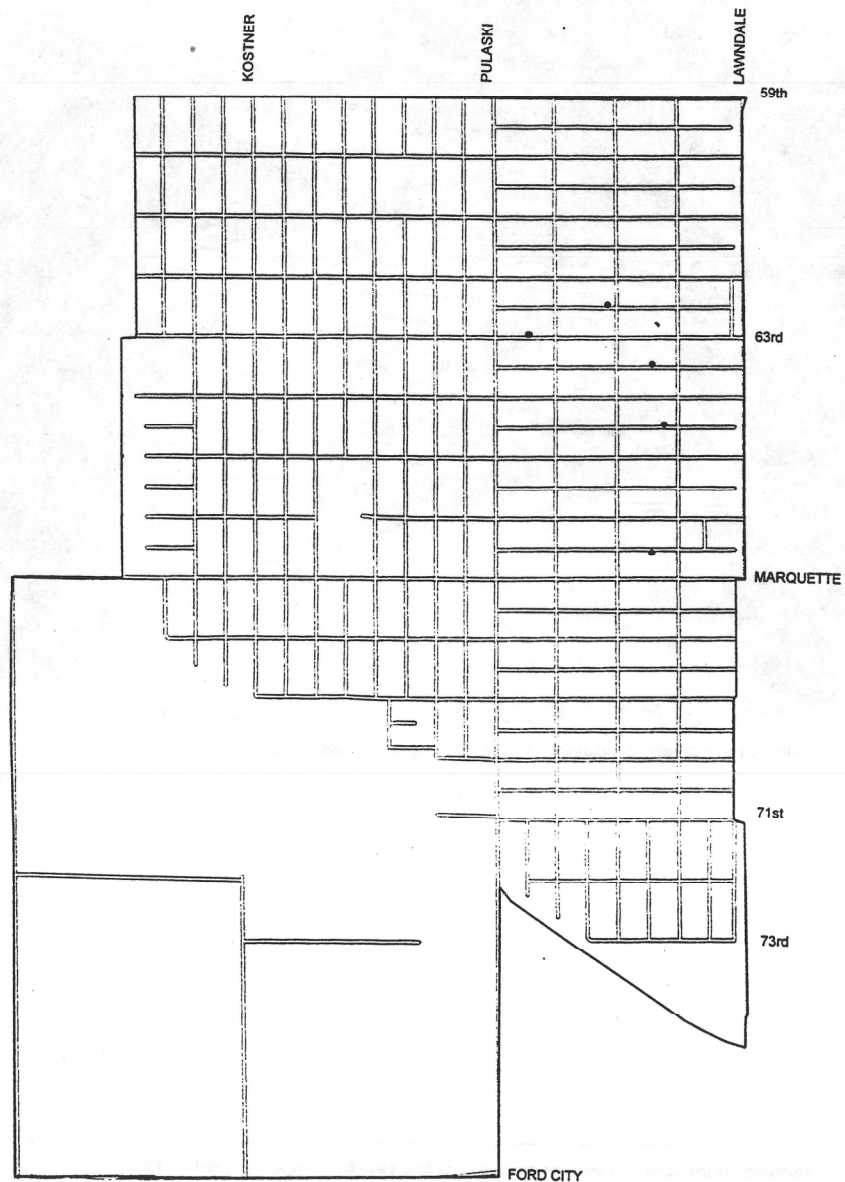 KOSTNER
PULASKI
LAWNDALE
59th
63rd
MARQUETTE
71st
73rd
FORD CITY